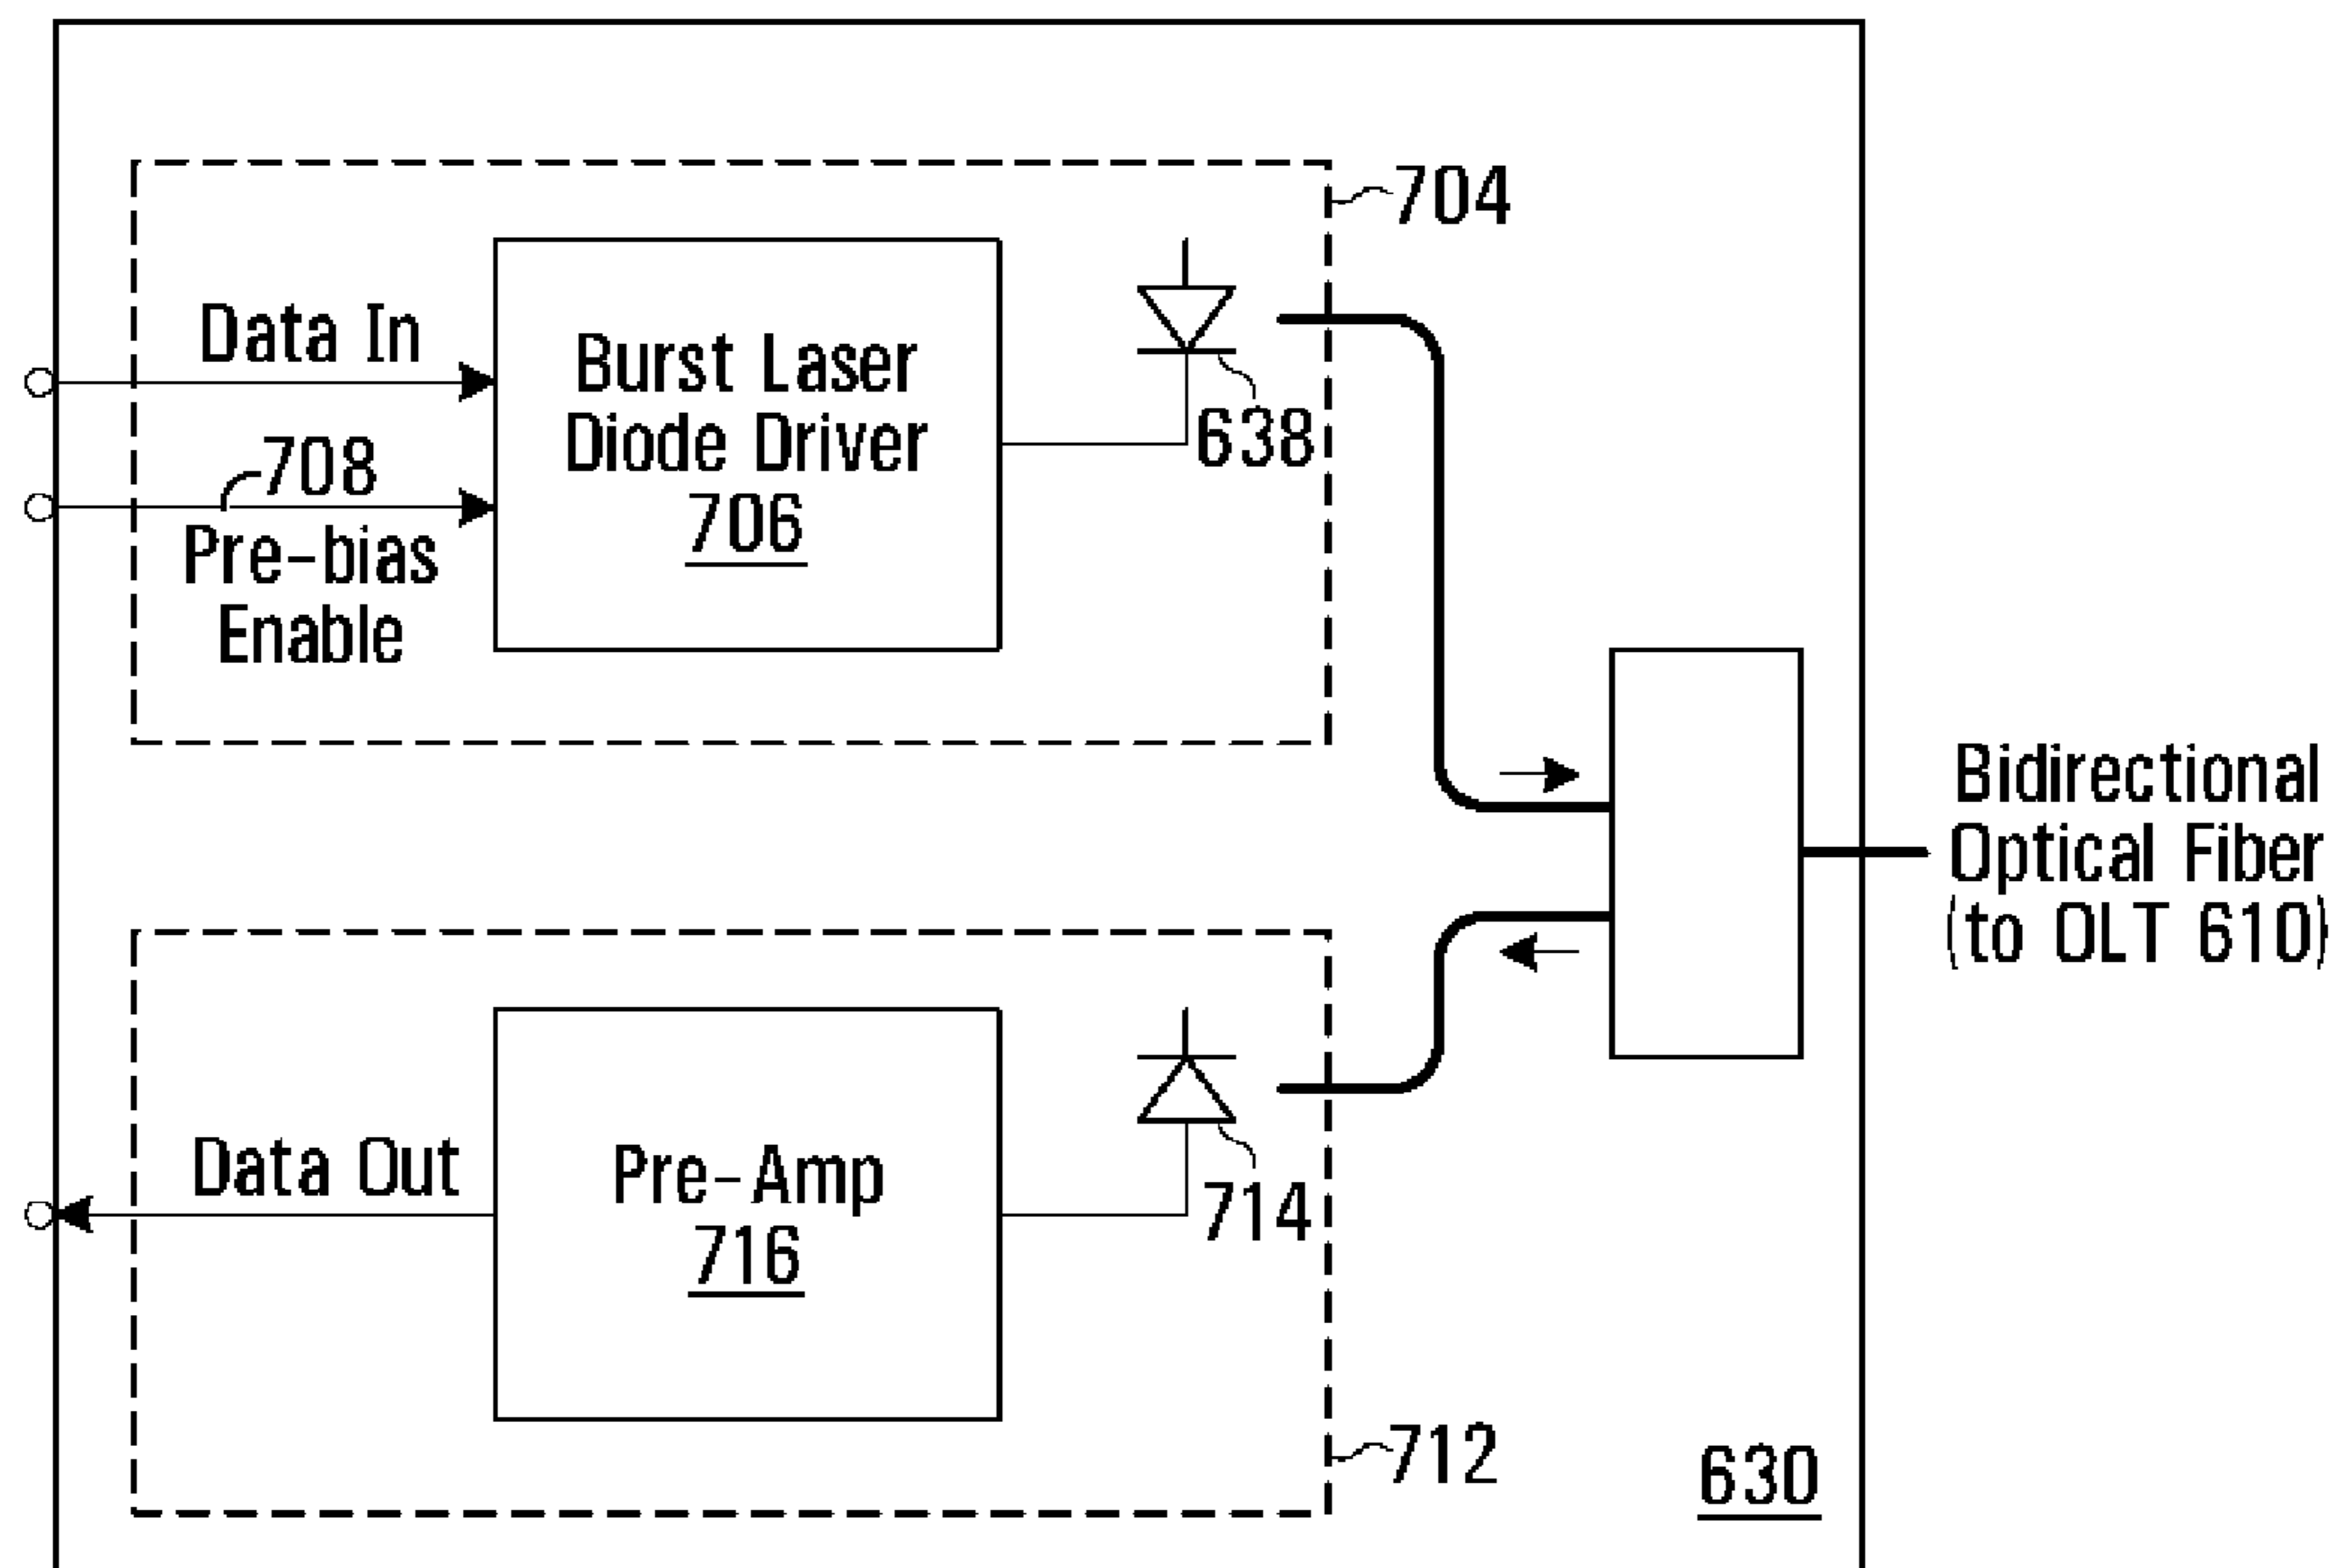 704
Data In
Burst Laser
Diode Driver
706
638
708
Pre-bias
Enable
Bidirectional
Optical Fiber
(to OLT 610)
Data Out
Pre-Amp
716
714
712
630